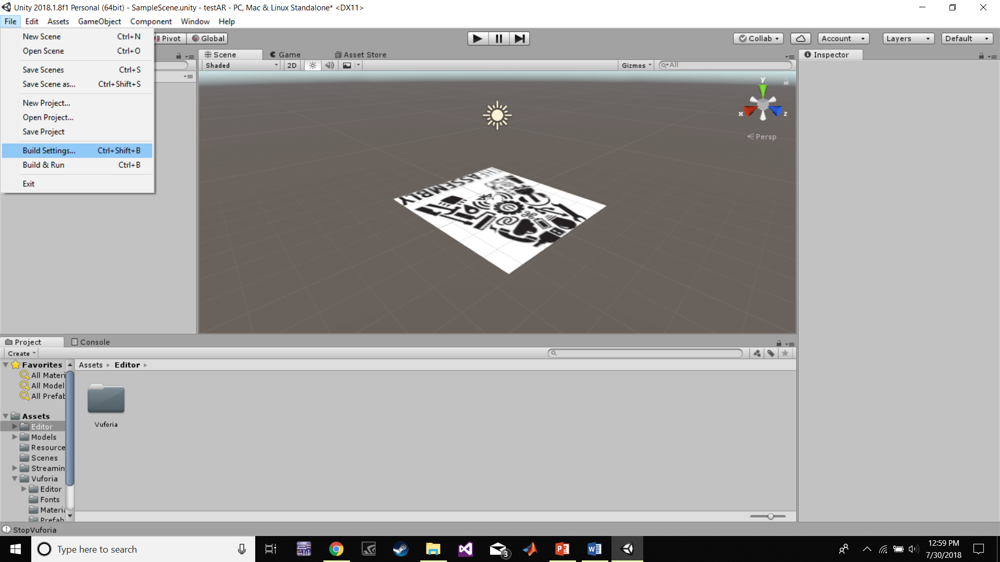 Unity 2018.1.8f1 Personal (64bit) - SampleScene.unity - testAR - PC, Mac & Linux Standalone* <DX11>
File Edit Assets GameObject Component Window Help
New Scene Ctrl+N
Open Scene Ctrl+O
Save Scenes Ctrl+S
Save Scene as... Ctrl+Shift+S
New Project...
Open Project...
Save Project
Build Settings... Ctrl+Shift+B
Build & Run Ctrl+B
Exit
Pivot Global
Collab Account Layers Default
Scene Game Asset Store
Shaded 2D Gizmos All
Inspector
y
x
z
Persp
THEASSEMBLY
Project Console
Create
Favorites
All Materi
All Model
All Prefab
Assets
Editor
Models
Resource
Scenes
Streamin
Vuforia
Editor
Fonts
Materia
Prefab
Assets Editor
Vuforia
StopVuforia
Type here to search
3
12:59 PM
7/30/2018